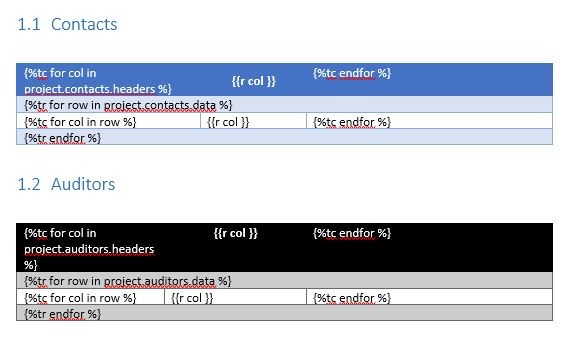 1.1 Contacts
{%tc for col in
project.contacts.headers %}
{{r col }}
{%tc endfor %}
{%tr for row in project.contacts.data %}
{%tc for col in row %}
{{r col }}
{%tc endfor %}
{%tr endfor %}
1.2 Auditors
{%tc for col in
project.auditors.headers
%}
{{r col }}
{%tc endfor %}
{%tr for row in project.auditors.data %}
{%tc for col in row %}
{{r col }}
{%tc endfor %}
{%tr endfor %}